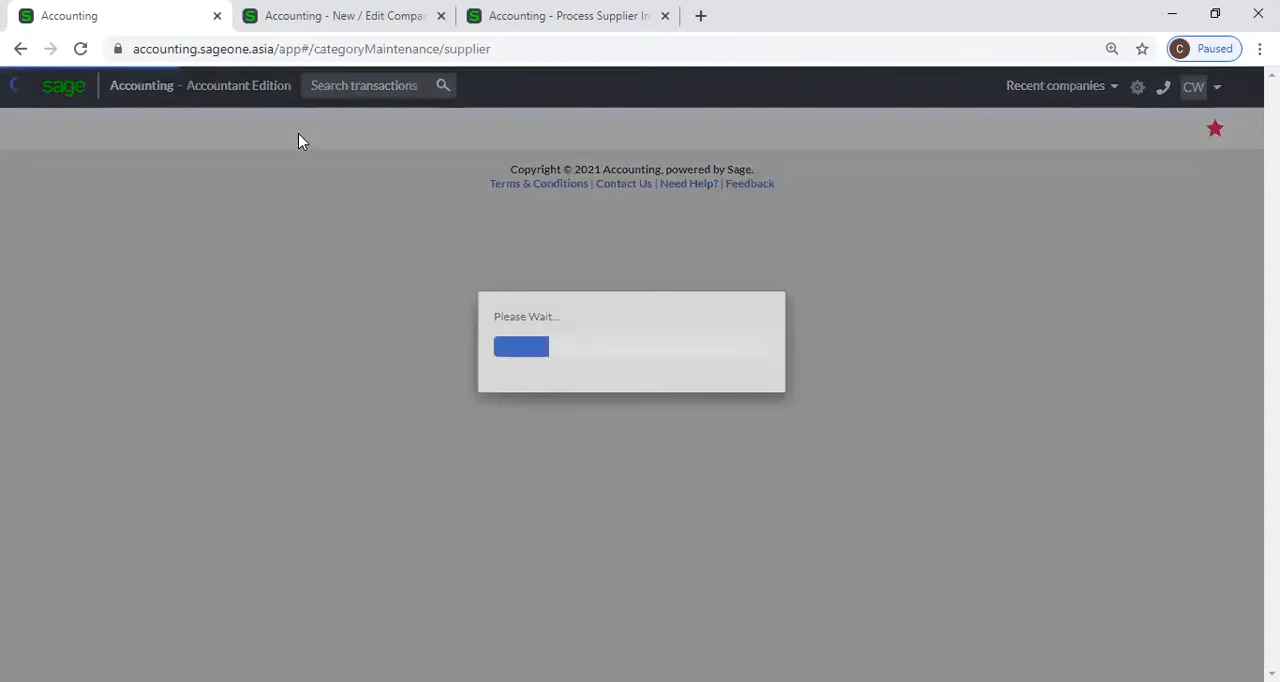 Accounting
Accounting - New / Edit Compa
Accounting - Process Supplier In
accounting.sageone.asia/app#/categoryMaintenance/supplier
C Paused
sage
Accounting - Accountant Edition
Search transactions
Recent companies
CW
Copyright © 2021 Accounting, powered by Sage.
Terms & Conditions | Contact Us | Need Help? | Feedback
Please Wait...